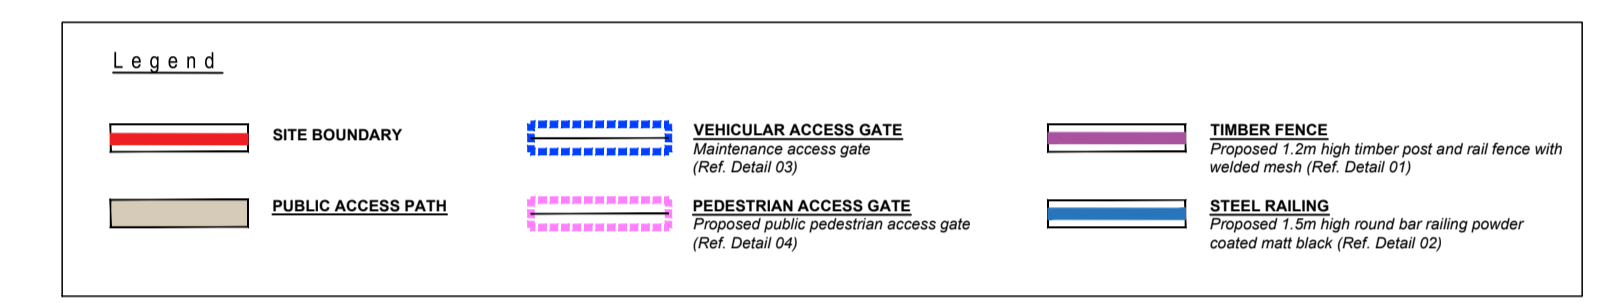 Legend
SITE BOUNDARY
PUBLIC ACCESS PATH
VEHICULAR ACCESS GATE
Maintenance access gate
(Ref. Detail 03)
PEDESTRIAN ACCESS GATE
Proposed public pedestrian access gate
(Ref. Detail 04)
TIMBER FENCE
Proposed 1.2m high timber post and rail fence with
welded mesh (Ref. Detail 01)
STEEL RAILING
Proposed 1.5m high round bar railing powder
coated matt black (Ref. Detail 02)